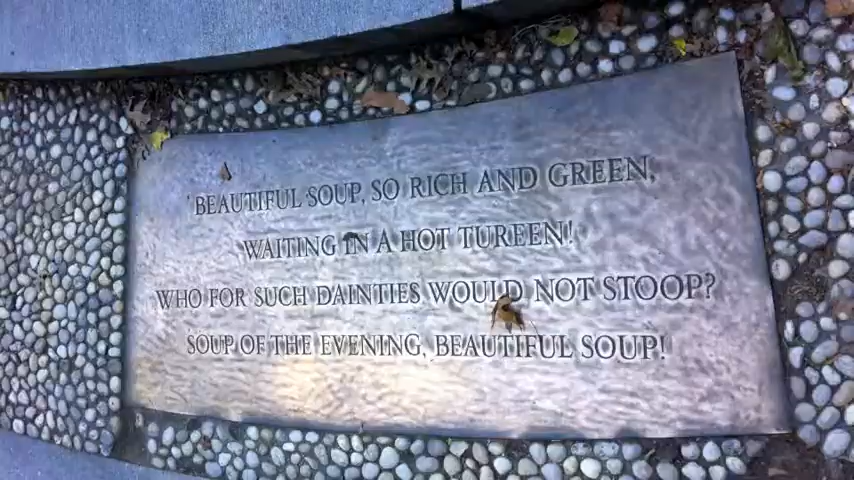 BEAUTIFUL SOUP, SO RICH AND GREEN,
WAITING IN A HOT TUREEN!
WHO FOR SUCH DAINTIES WOULD NOT STOOP?
SOUP OF THE EVENING, BEAUTIFUL SOUP!